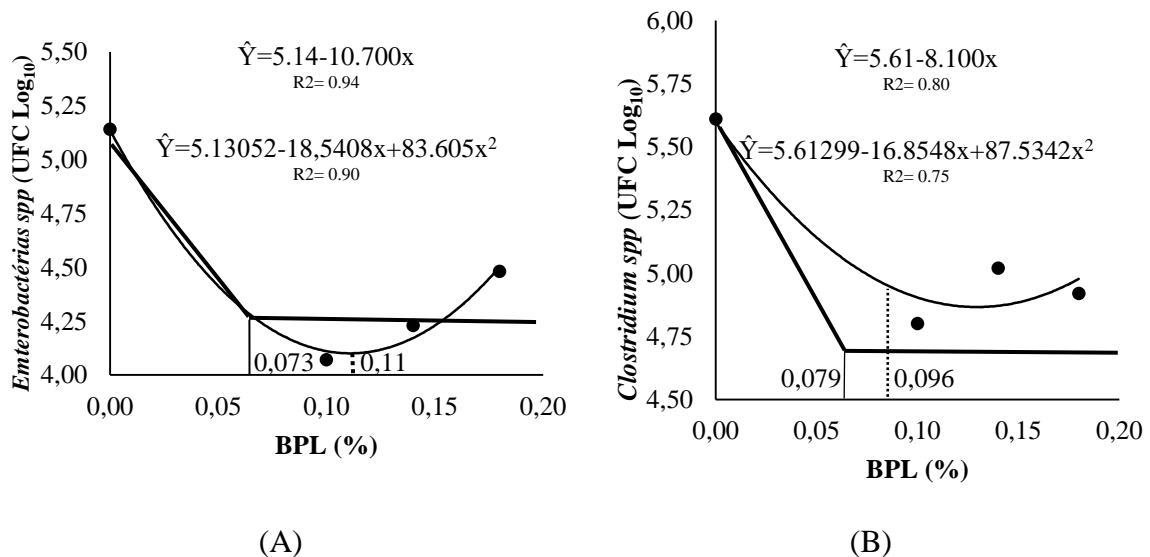 5,50
5,25
5,00
4,75
4,50
4,25
4,00
Emterobactérias spp (UFC Log10)
Ŷ=5.14-10.700x
R2= 0.94
Ŷ=5.13052-18,5408x+83.605x²
R2= 0.90
0,073
0,11
0,00
0,05
0,10
0,15
0,20
BPL (%)
(A)
6,00
5,75
5,50
5,25
5,00
4,75
4,50
Clostridium spp (UFC Log10)
Ŷ=5.61-8.100x
R2= 0.80
Ŷ=5.61299-16.8548x+87.5342x²
R2= 0.75
0,079
0,096
0,00
0,05
0,10
0,15
0,20
BPL (%)
(B)